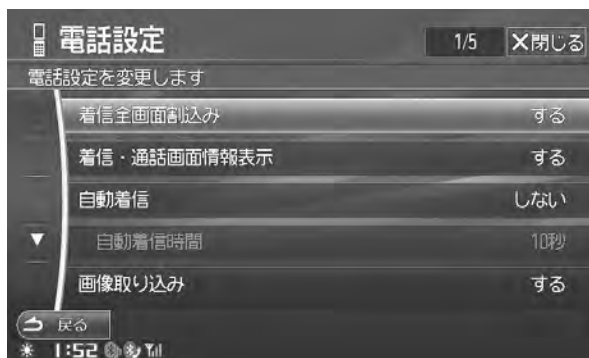 電話設定
1/5 ×閉じる
電話設定を変更します
着信全画面割込み する
着信・通話画面情報表示 する
自動着信 しない
自動着信時間 10秒
画像取り込み する
戻る
1:52